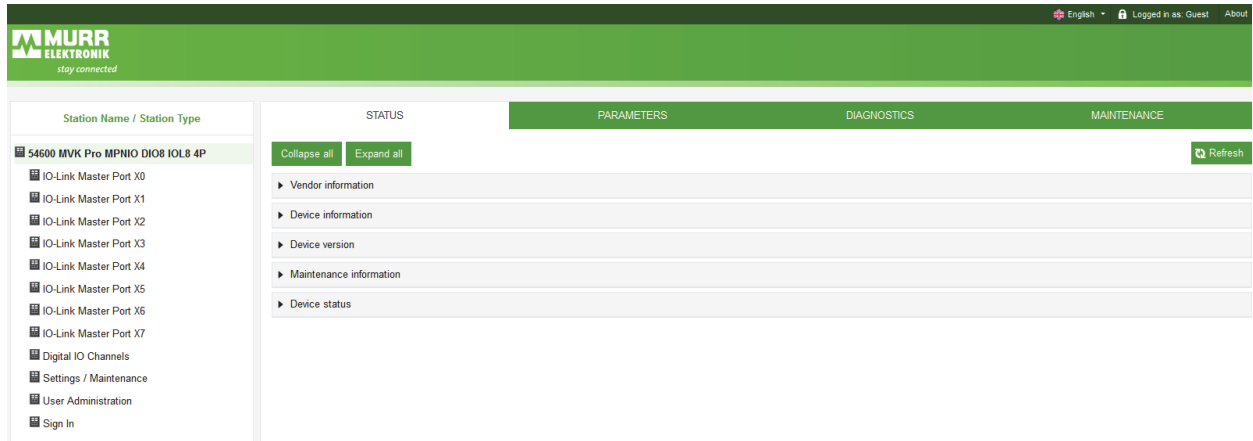 English Logged in as: Guest About
MURR
ELEKTRONIK
stay connected
Station Name / Station Type
STATUS PARAMETERS DIAGNOSTICS MAINTENANCE
54600 MVK Pro MPNIO DIO8 IOL8 4P
IO-Link Master Port X0
IO-Link Master Port X1
IO-Link Master Port X2
IO-Link Master Port X3
IO-Link Master Port X4
IO-Link Master Port X5
IO-Link Master Port X6
IO-Link Master Port X7
Digital IO Channels
Settings / Maintenance
User Administration
Sign In
Collapse all Expand all Refresh
Vendor information
Device information
Device version
Maintenance information
Device status